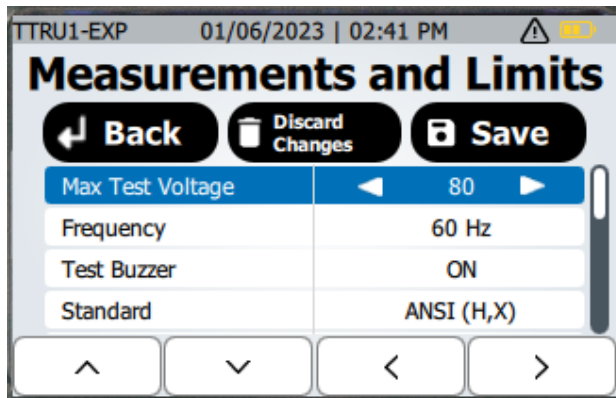 TTRU1-EXP 01/06/2023 | 02:41 PM
Measurements and Limits
Back
Discard
Changes
Save
Max Test Voltage 80
Frequency 60 Hz
Test Buzzer ON
Standard ANSI (H,X)